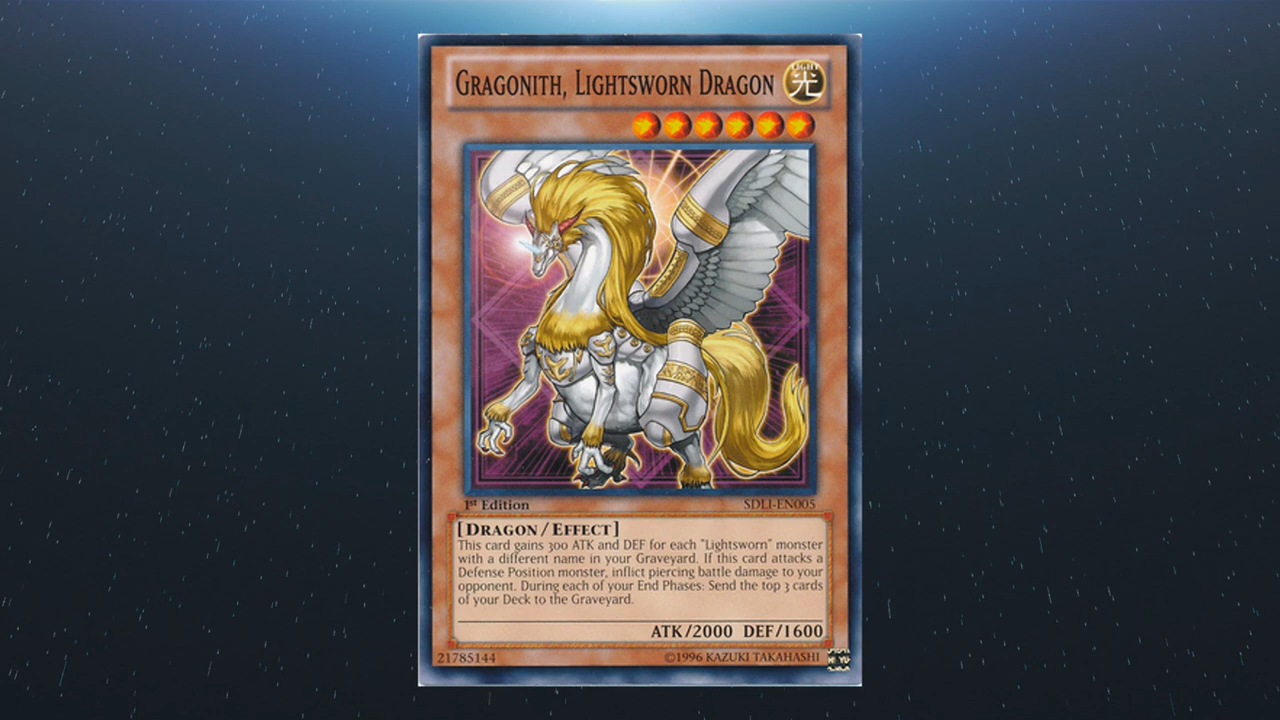 GRAGONITH, LIGHTSWORN DRAGON
LIGHT
光
1st Edition
SDLI-EN005
[DRAGON/EFFECT]
This card gains 300 ATK and DEF for each "Lightsworn" monster
with a different name in your Graveyard. If this card attacks a
Defense Position monster, inflict piercing battle damage to your
opponent. During each of your End Phases: Send the top 3 cards
of your Deck to the Graveyard.
ATK/2000 DEF/1600
21785144
©1996 KAZUKI TAKAHASHI